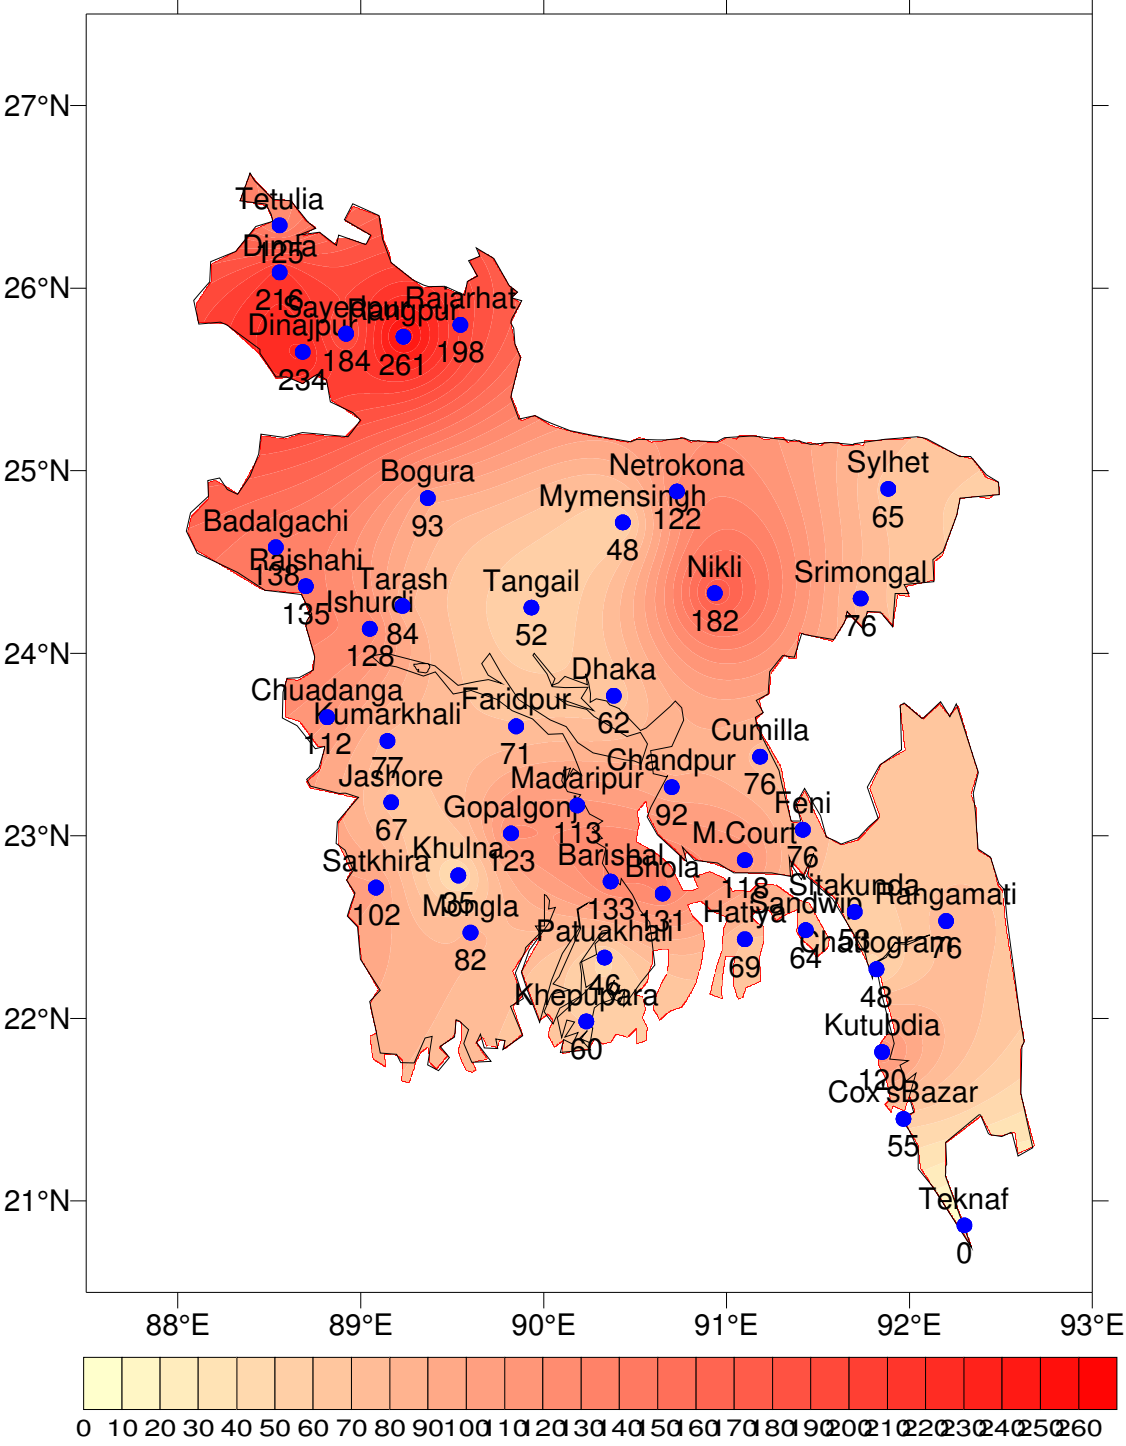 27°N
26°N
25°N
24°N
23°N
22°N
21°N
Tetulia
125
Dimla
216
Sayedpur
184
Rangpur
261
Rajarhat
198
Dinajpur
234
Bogura
93
Netrokona
122
Mymensingh
48
Sylhet
65
Badalgachi
138
Rajshahi
135
Tarash
84
Ishurdi
128
Tangail
52
Nikli
182
Srimongal
76
Dhaka
62
Chuadanga
112
Faridpur
71
Kumarkhali
77
Cumilla
76
Chandpur
92
Jashore
67
Madaripur
113
Gopalgonj
123
Feni
76
M.Court
118
Khulna
35
Satkhira
102
Barishal
133
Bhola
131
Mongla
82
Hatiya
69
Sandwip
64
Sitakunda
53
Rangamati
76
Patuakhali
46
Chattogram
48
Khepupara
60
Kutubdia
120
Cox'sBazar
55
Teknaf
0
88°E 89°E 90°E 91°E 92°E 93°E
0 10 20 30 40 50 60 70 80 90 100 110 120 130 140 150 160 170 180 190 200 210 220 230 240 250 260